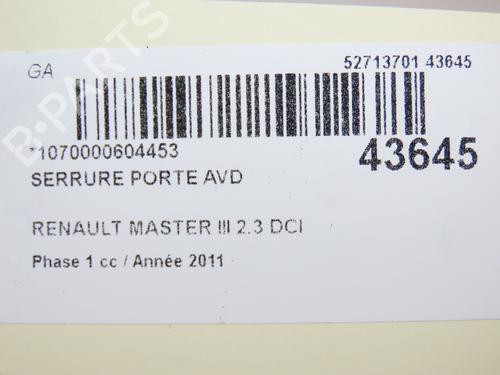 GA
52713701 43645
*1070000604453
43645
SERRURE PORTE AVD
RENAULT MASTER III 2.3 DCI
Phase 1 cc / Année 2011
B-PARTS